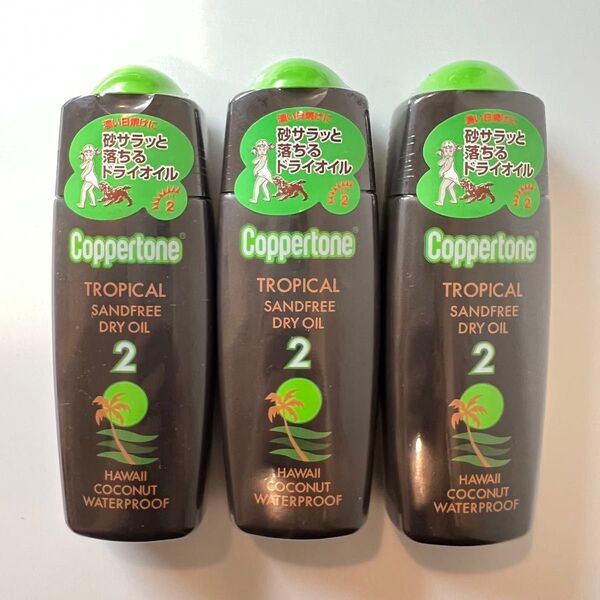 濃い日焼けに
砂サラッと
落ちる
ドライオイル
2
Coppertone®
TROPICAL
SANDFREE
DRY OIL
2
HAWAII
COCONUT
WATERPROOF
濃い日焼けに
砂サラッと
落ちる
ドライオイル
2
Coppertone®
TROPICAL
SANDFREE
DRY OIL
2
HAWAII
COCONUT
WATERPROOF
濃い日焼けに
砂サラッと
落ちる
ドライオイル
2
Coppertone®
TROPICAL
SANDFREE
DRY OIL
2
HAWAII
COCONUT
WATERPROOF